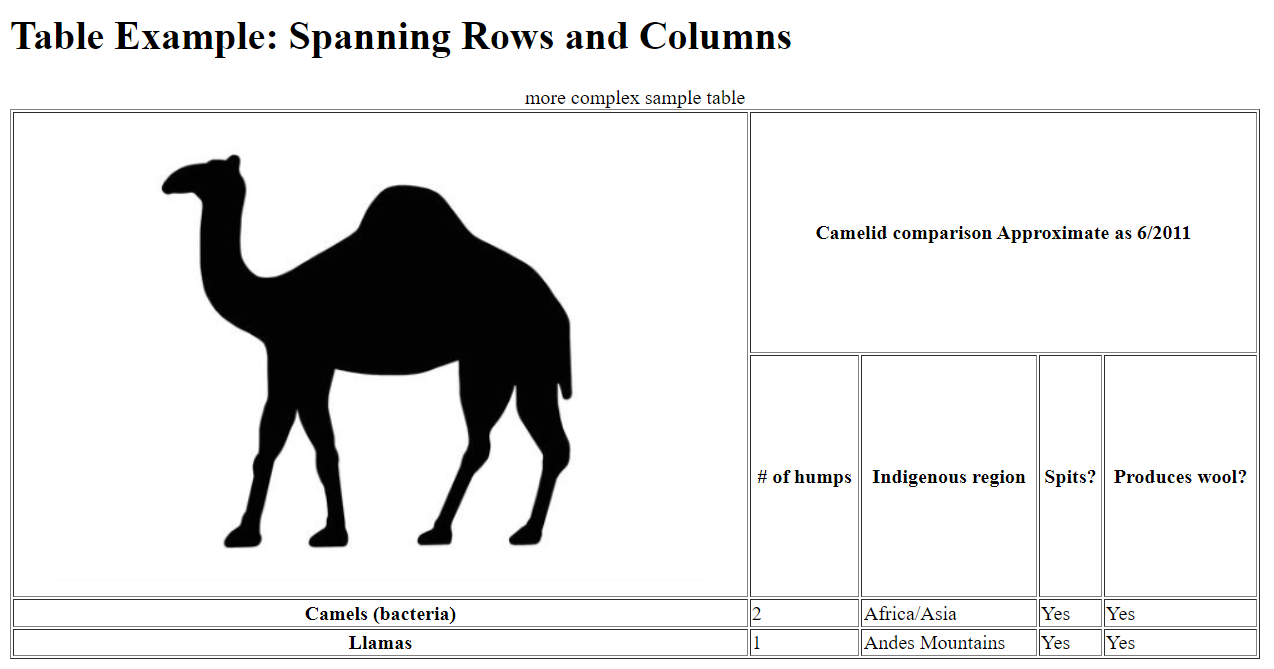 Table Example: Spanning Rows and Columns
more complex sample table
Camelid comparison Approximate as 6/2011
# of humps Indigenous region Spits? Produces wool?
Camels (bacteria) 2 Africa/Asia Yes Yes
Llamas 1 Andes Mountains Yes Yes